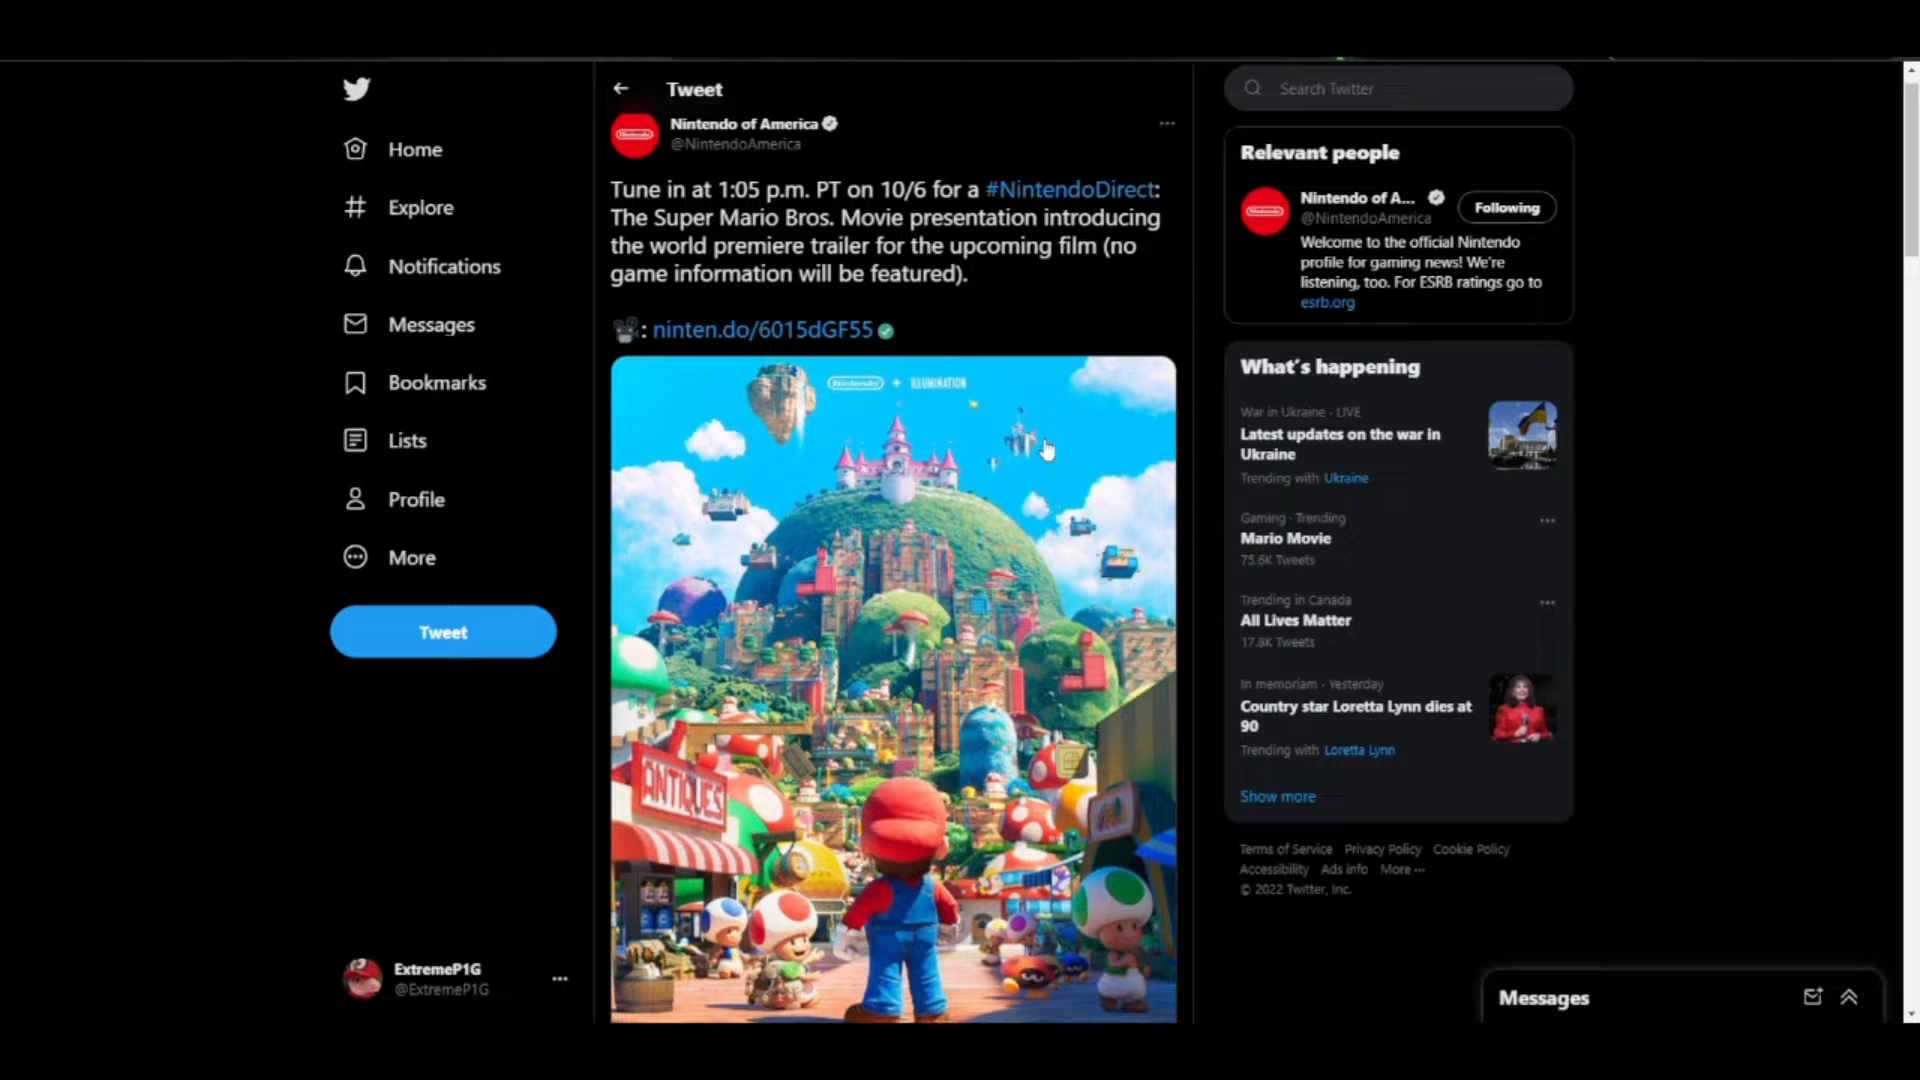 Home
Explore
Notifications
Messages
Bookmarks
Lists
Profile
More
Tweet
ExtremeP1G
@ExtremeP1G
Tweet
Nintendo of America
@NintendoAmerica
Tune in at 1:05 p.m. PT on 10/6 for a #NintendoDirect:
The Super Mario Bros. Movie presentation introducing
the world premiere trailer for the upcoming film (no
game information will be featured).
: ninten.do/6015dGF55
Nintendo + ILLUMINATION
ANTIQUES
Search Twitter
Relevant people
Nintendo of A...
Following
@NintendoAmerica
Welcome to the official Nintendo
profile for gaming news! We're
listening, too. For ESRB ratings go to
esrb.org
What's happening
War in Ukraine · LIVE
Latest updates on the war in
Ukraine
Trending with Ukraine
Gaming · Trending
Mario Movie
75.6K Tweets
Trending in Canada
All Lives Matter
17.8K Tweets
In memoriam · Yesterday
Country star Loretta Lynn dies at
90
Trending with Loretta Lynn
Show more
Terms of Service Privacy Policy Cookie Policy
Accessibility Ads info More ···
© 2022 Twitter, Inc.
Messages